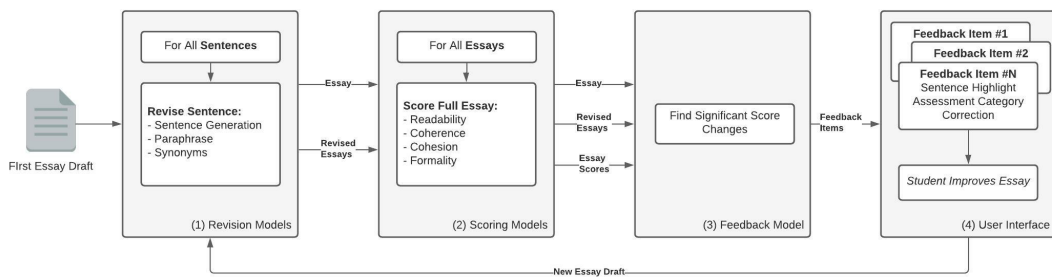 FIrst Essay Draft
For All Sentences
Revise Sentence:
- Sentence Generation
- Paraphrase
- Synonyms
(1) Revision Models
Essay
Revised
Essays
For All Essays
Score Full Essay:
- Readability
- Coherence
- Cohesion
- Formality
(2) Scoring Models
Essay
Revised
Essays
Essay
Scores
Find Significant Score
Changes
(3) Feedback Model
Feedback
Items
Feedback Item #1
Feedback Item #2
Feedback Item #N
Sentence Highlight
Assessment Category
Correction
Student Improves Essay
(4) User Interface
New Essay Draft